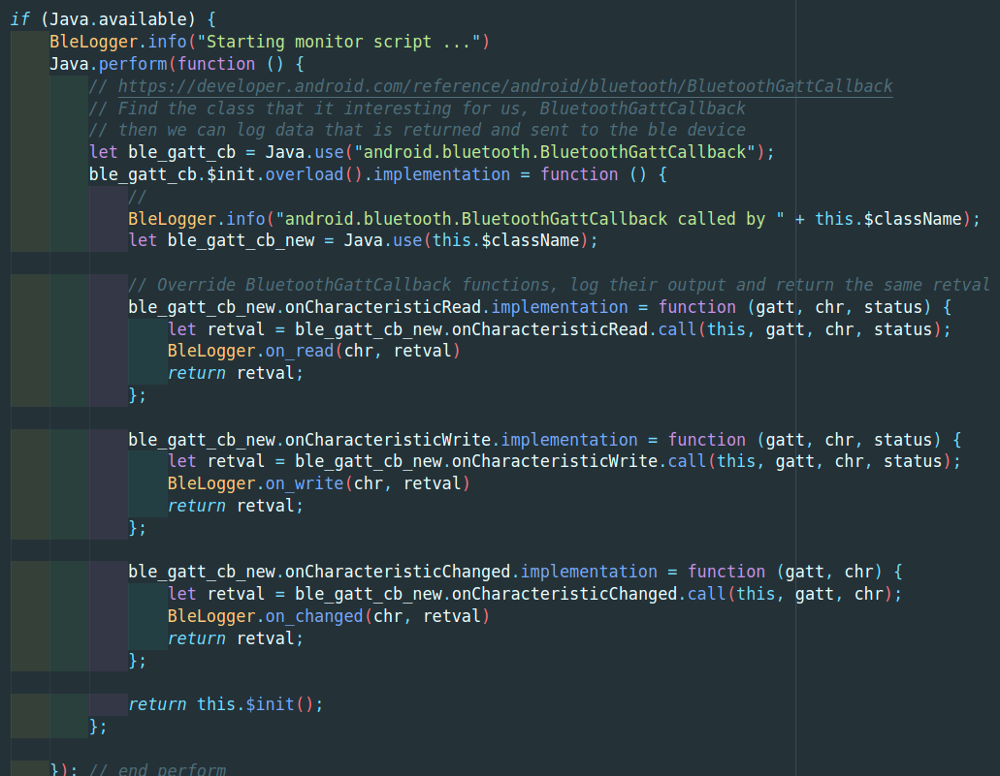 if (Java.available) {
    BleLogger.info("Starting monitor script ...")
    Java.perform(function () {
        // https://developer.android.com/reference/android/bluetooth/BluetoothGattCallback
        // Find the class that it interesting for us, BluetoothGattCallback
        // then we can log data that is returned and sent to the ble device
        let ble_gatt_cb = Java.use("android.bluetooth.BluetoothGattCallback");
        ble_gatt_cb.$init.overload().implementation = function () {
            //
            BleLogger.info("android.bluetooth.BluetoothGattCallback called by " + this.$className);
            let ble_gatt_cb_new = Java.use(this.$className);

            // Override BluetoothGattCallback functions, log their output and return the same retval
            ble_gatt_cb_new.onCharacteristicRead.implementation = function (gatt, chr, status) {
                let retval = ble_gatt_cb_new.onCharacteristicRead.call(this, gatt, chr, status);
                BleLogger.on_read(chr, retval)
                return retval;
            };

            ble_gatt_cb_new.onCharacteristicWrite.implementation = function (gatt, chr, status) {
                let retval = ble_gatt_cb_new.onCharacteristicWrite.call(this, gatt, chr, status);
                BleLogger.on_write(chr, retval)
                return retval;
            };

            ble_gatt_cb_new.onCharacteristicChanged.implementation = function (gatt, chr) {
                let retval = ble_gatt_cb_new.onCharacteristicChanged.call(this, gatt, chr);
                BleLogger.on_changed(chr, retval)
                return retval;
            };

            return this.$init();
        };

    }); // end perform